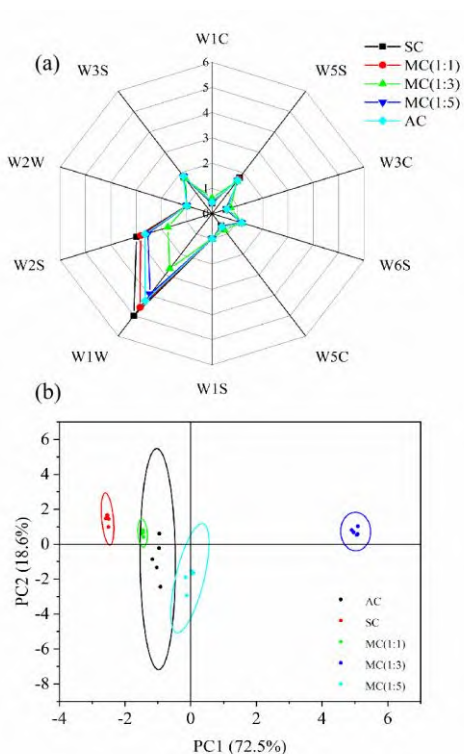 (a)
W1C
W5S
W3C
W6S
W5C
W1S
W1W
W2S
W2W
W3S
6
5
4
3
2
1
0
SC
MC(1:1)
MC(1:3)
MC(1:5)
AC
(b)
PC2 (18.6%)
6
4
2
0
-2
-4
-6
-8
-4
-2
0
2
4
6
PC1 (72.5%)
AC
SC
MC(1:1)
MC(1:3)
MC(1:5)